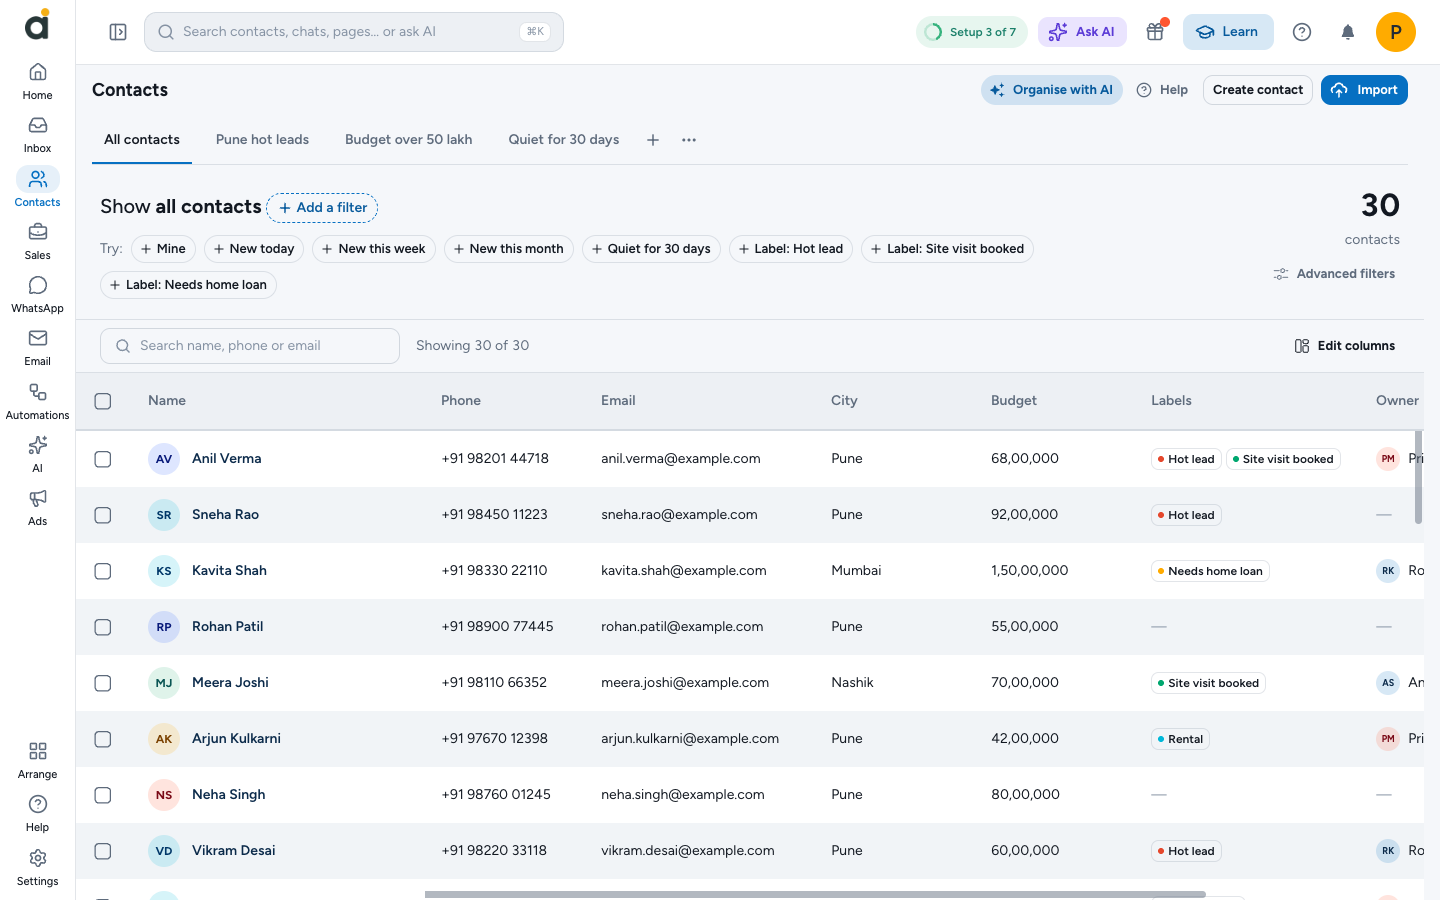 Search contacts, chats, pages... or ask AI ⌘K Setup 3 of 7 Ask AI Learn P
Home
Inbox
Contacts
Sales
WhatsApp
Email
Automations
AI
Ads
Arrange
Help
Settings
Contacts Organise with AI Help Create contact Import
All contacts Pune hot leads Budget over 50 lakh Quiet for 30 days
Show all contacts + Add a filter 30
contacts
Try: + Mine + New today + New this week + New this month + Quiet for 30 days + Label: Hot lead + Label: Site visit booked
+ Label: Needs home loan
Advanced filters
Search name, phone or email Showing 30 of 30 Edit columns
Name Phone Email City Budget Labels Owner
AV Anil Verma +91 98201 44718 anil.verma@example.com Pune 68,00,000 Hot lead Site visit booked PM Pri
SR Sneha Rao +91 98450 11223 sneha.rao@example.com Pune 92,00,000 Hot lead —
KS Kavita Shah +91 98330 22110 kavita.shah@example.com Mumbai 1,50,00,000 Needs home loan RK Ro
RP Rohan Patil +91 98900 77445 rohan.patil@example.com Pune 55,00,000 — —
MJ Meera Joshi +91 98110 66352 meera.joshi@example.com Nashik 70,00,000 Site visit booked AS An
AK Arjun Kulkarni +91 97670 12398 arjun.kulkarni@example.com Pune 42,00,000 Rental PM Pri
NS Neha Singh +91 98760 01245 neha.singh@example.com Pune 80,00,000 — —
VD Vikram Desai +91 98220 33118 vikram.desai@example.com Pune 60,00,000 Hot lead RK Ro